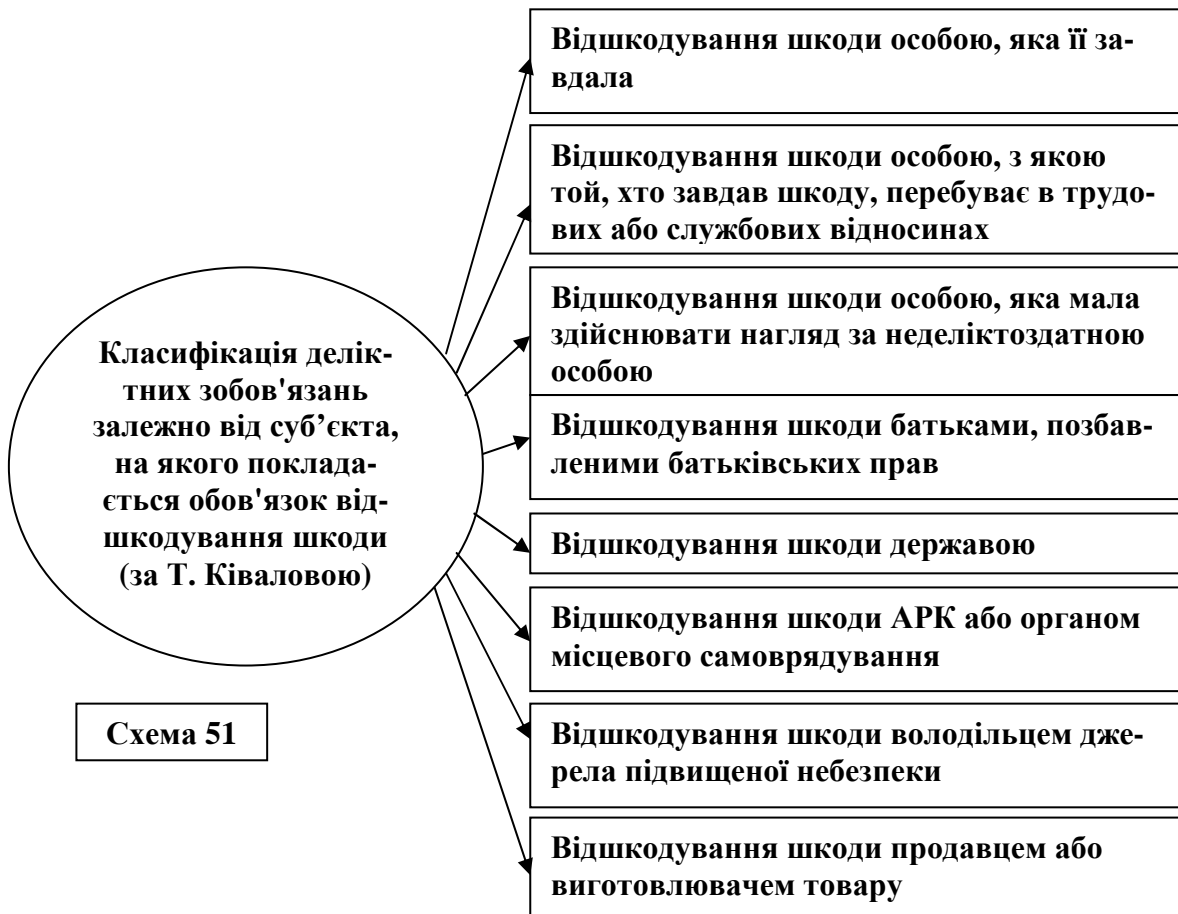 Відшкодування шкоди особою, яка її за-
вдала
Відшкодування шкоди особою, з якою
той, хто завдав шкоду, перебуває в трудо-
вих або службових відносинах
Відшкодування шкоди особою, яка мала
здійснювати нагляд за неделіктоздатною
особою
Відшкодування шкоди батьками, позбав-
леними батьківських прав
Відшкодування шкоди державою
Відшкодування шкоди АРК або органом
місцевого самоврядування
Відшкодування шкоди володільцем дже-
рела підвищеної небезпеки
Відшкодування шкоди продавцем або
виготовлювачем товару
Класифікація делік-
тних зобов'язань
залежно від суб’єкта,
на якого поклада-
ється обов'язок від-
шкодування шкоди
(за Т. Ківаловою)
Схема 51